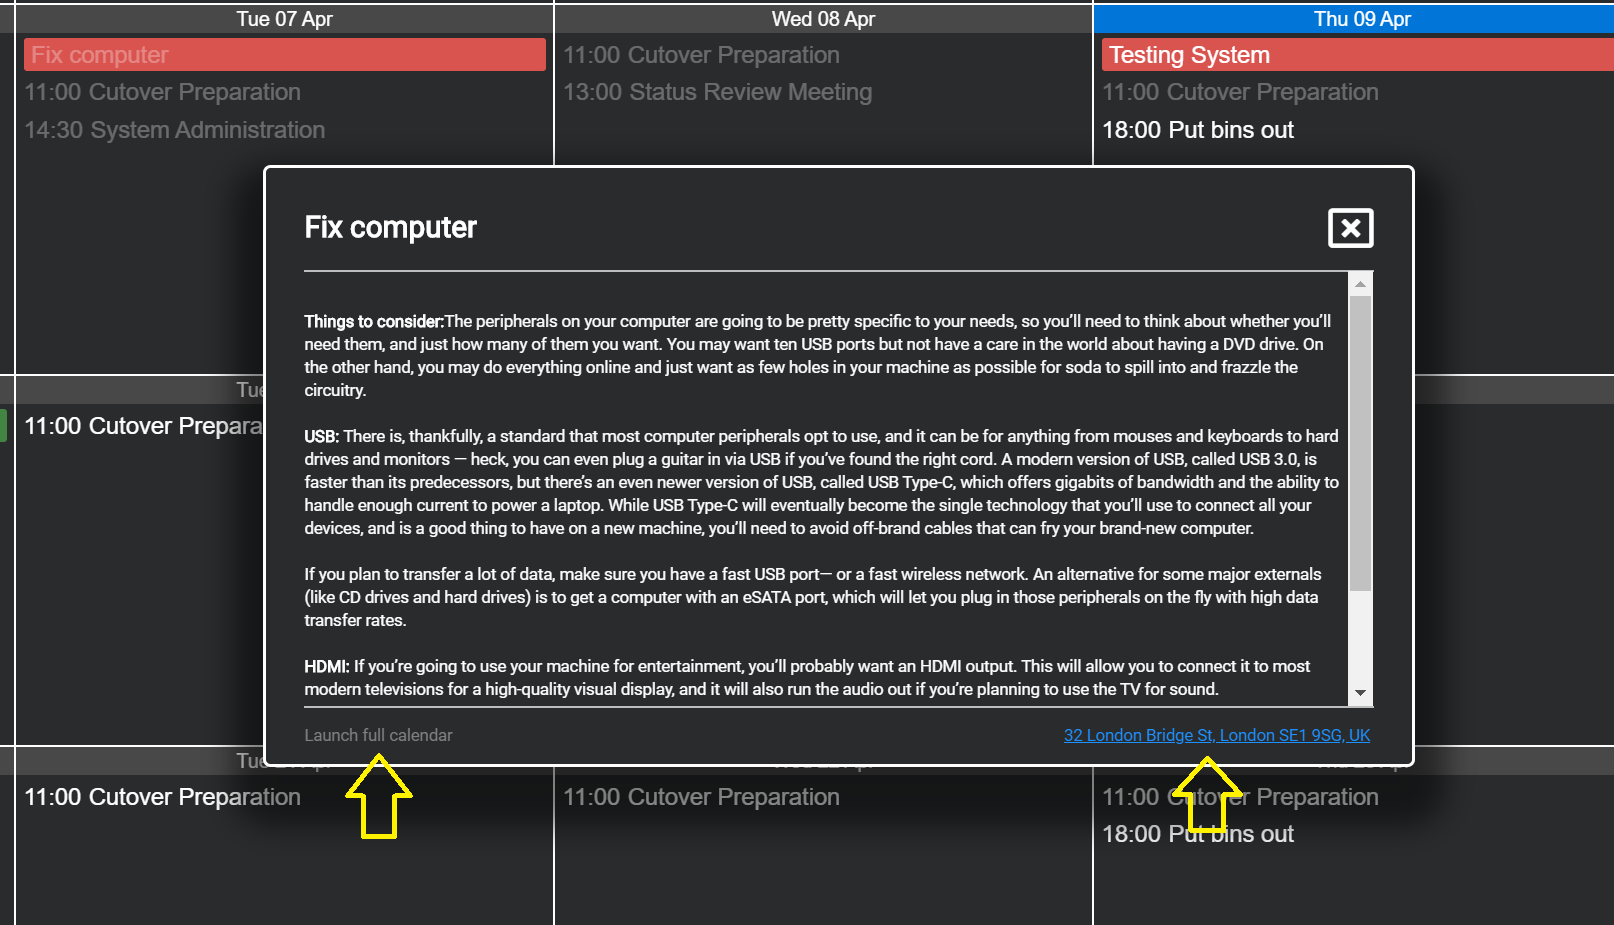 Tue 07 Apr
Wed 08 Apr
Thu 09 Apr
Fix computer
11:00 Cutover Preparation
Testing System
11:00 Cutover Preparation
13:00 Status Review Meeting
11:00 Cutover Preparation
14:30 System Administration
18:00 Put bins out
Fix computer
Things to consider:The peripherals on your computer are going to be pretty specific to your needs, so you’ll need to think about whether you’ll
need them, and just how many of them you want. You may want ten USB ports but not have a care in the world about having a DVD drive. On
the other hand, you may do everything online and just want as few holes in your machine as possible for soda to spill into and frazzle the
circuitry.
Tue
11:00 Cutover Prepara
USB: There is, thankfully, a standard that most computer peripherals opt to use, and it can be for anything from mouses and keyboards to hard
drives and monitors — heck, you can even plug a guitar in via USB if you’ve found the right cord. A modern version of USB, called USB 3.0, is
faster than its predecessors, but there’s an even newer version of USB, called USB Type-C, which offers gigabits of bandwidth and the ability to
handle enough current to power a laptop. While USB Type-C will eventually become the single technology that you’ll use to connect all your
devices, and is a good thing to have on a new machine, you’ll need to avoid off-brand cables that can fry your brand-new computer.
If you plan to transfer a lot of data, make sure you have a fast USB port— or a fast wireless network. An alternative for some major externals
(like CD drives and hard drives) is to get a computer with an eSATA port, which will let you plug in those peripherals on the fly with high data
transfer rates.
HDMI: If you’re going to use your machine for entertainment, you’ll probably want an HDMI output. This will allow you to connect it to most
modern televisions for a high-quality visual display, and it will also run the audio out if you’re planning to use the TV for sound.
Launch full calendar
32 London Bridge St, London SE1 9SG, UK
Tue
11:00 Cutover Preparation
11:00 Cutover Preparation
11:00 Cutover Preparation
18:00 Put bins out